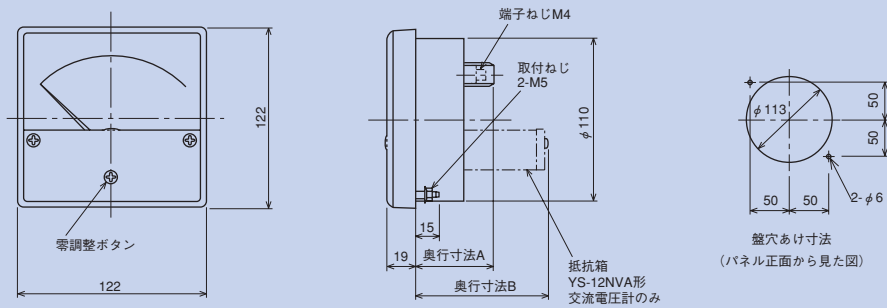 122
122
零調整ボタン
端子ねじM4
取付ねじ
2-M5
φ110
15
19
奥行寸法A
奥行寸法B
抵抗箱
YS-12NVA形
交流電圧計のみ
φ113
50
50
50
50
2-φ6
盤穴あけ寸法
(パネル正面から見た図)